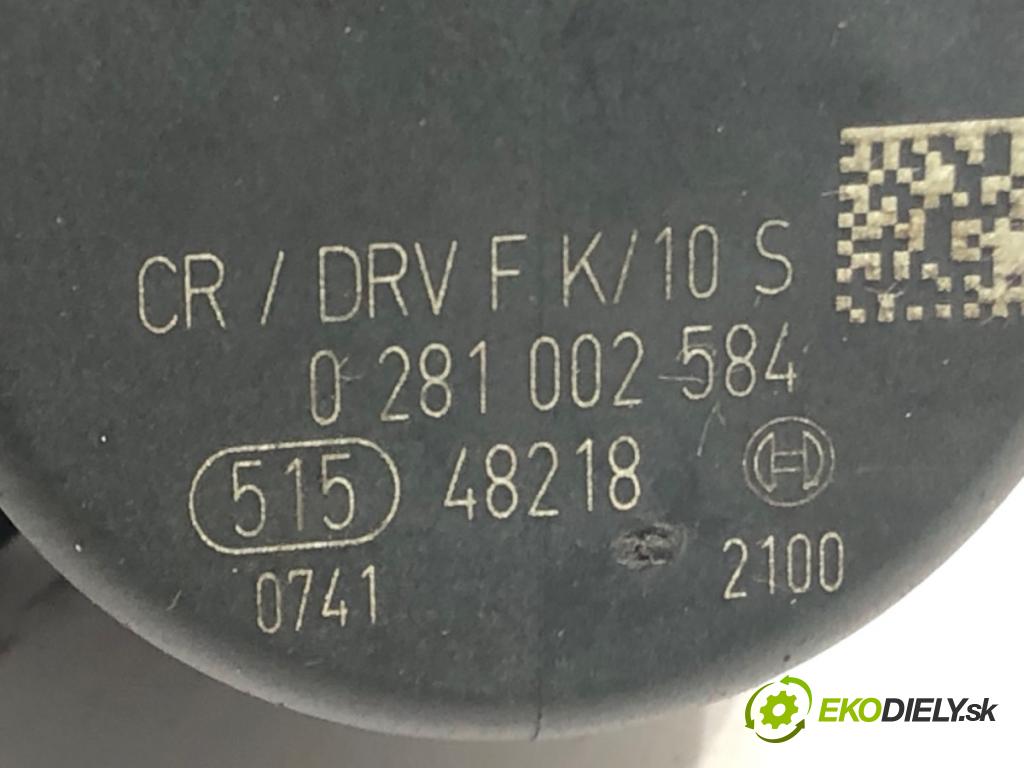 CR / DRV F K/10 S
0 281 002 584
515 48218
0741 2100
EKODIELY.sk